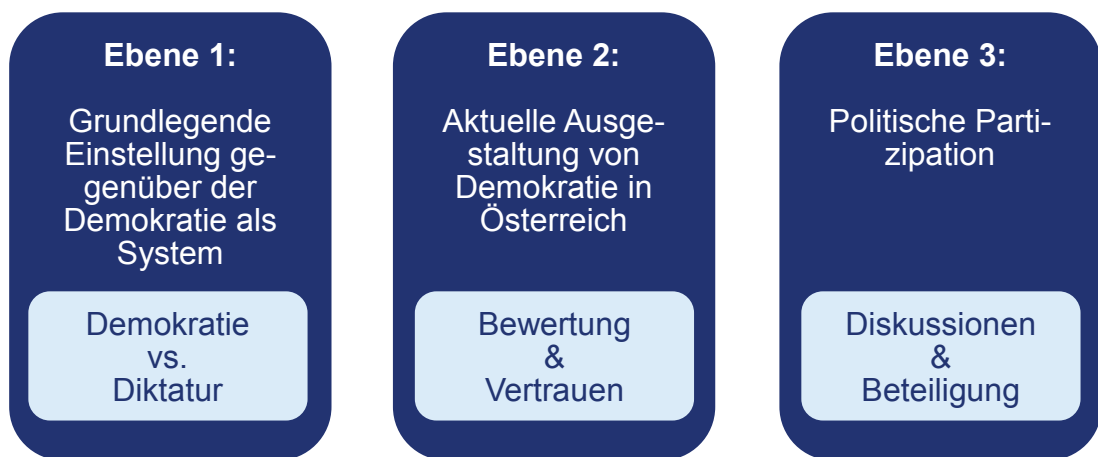 Ebene 1:
Grundlegende
Einstellung ge-
genüber der
Demokratie als
System
Demokratie
vs.
Diktatur
Ebene 2:
Aktuelle Ausge-
staltung von
Demokratie in
Österreich
Bewertung
&
Vertrauen
Ebene 3:
Politische Parti-
zipation
Diskussionen
&
Beteiligung